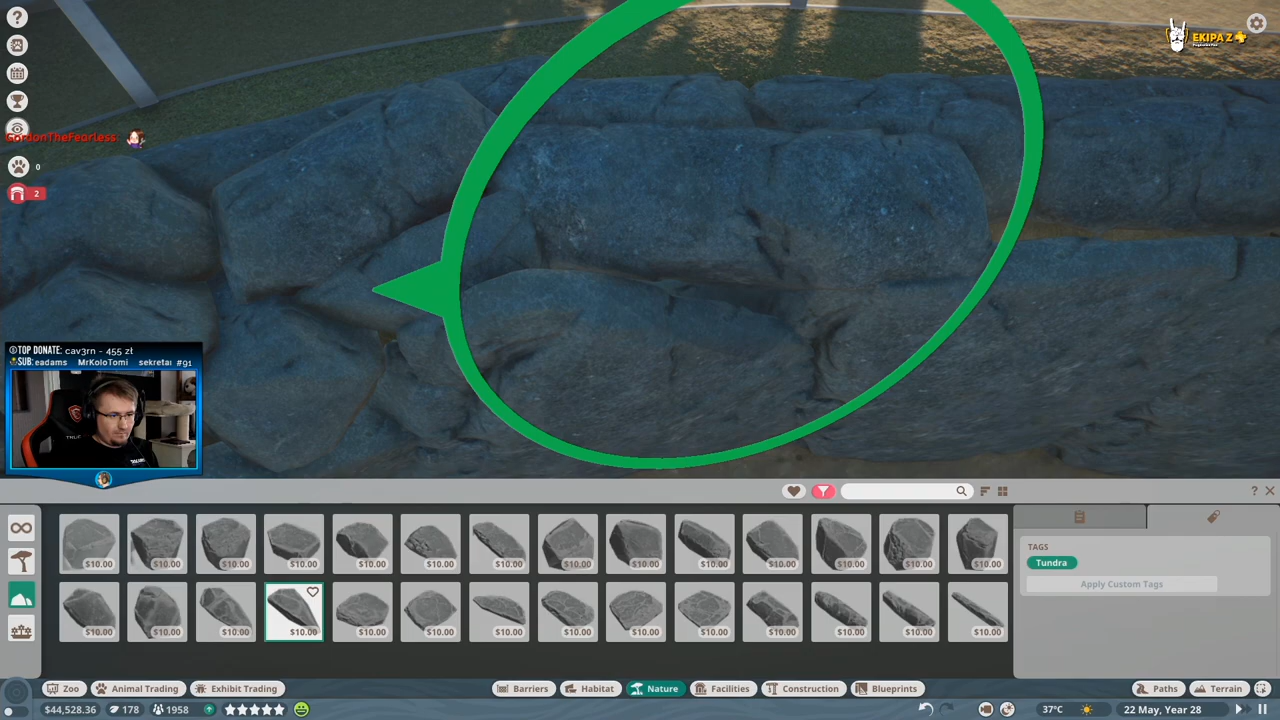 EKIPA Z
GordonTheFearless:
0
2
TOP DONATE: cav3rn - 455 zł
SUB: eadams MrKoloTomi sekretai #91
?
?
$10.00 $10.00 $10.00 $10.00 $10.00 $10.00 $10.00 $10.00 $10.00 $10.00 $10.00 $10.00 $10.00 $10.00
$10.00 $10.00 $10.00 $10.00 $10.00 $10.00 $10.00 $10.00 $10.00 $10.00 $10.00 $10.00 $10.00 $10.00
TAGS
Tundra
Apply Custom Tags
Zoo Animal Trading Exhibit Trading Barriers Habitat Nature Facilities Construction Blueprints Paths Terrain
$44,528.36 178 1958 37°C 22 May, Year 28